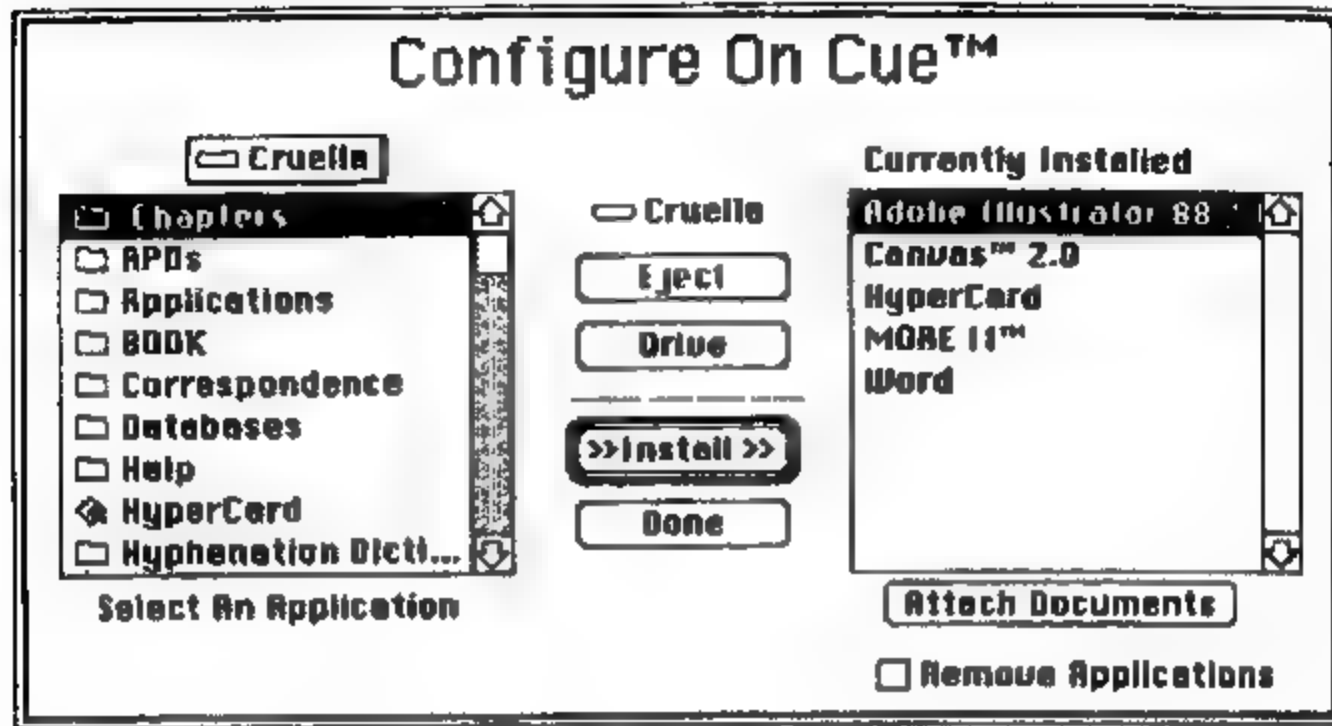 Configure On Cue™
Cruella
Chapters
APDs
Applications
BOOK
Correspondence
Databases
Help
HyperCard
Hyphenation Dicti...
Select An Application
Cruella
Eject
Drive
»Install »
Done
Currently Installed
Adobe Illustrator 88
Canvas™ 2.0
HyperCard
MORE II™
Word
Attach Documents
Remove Applications